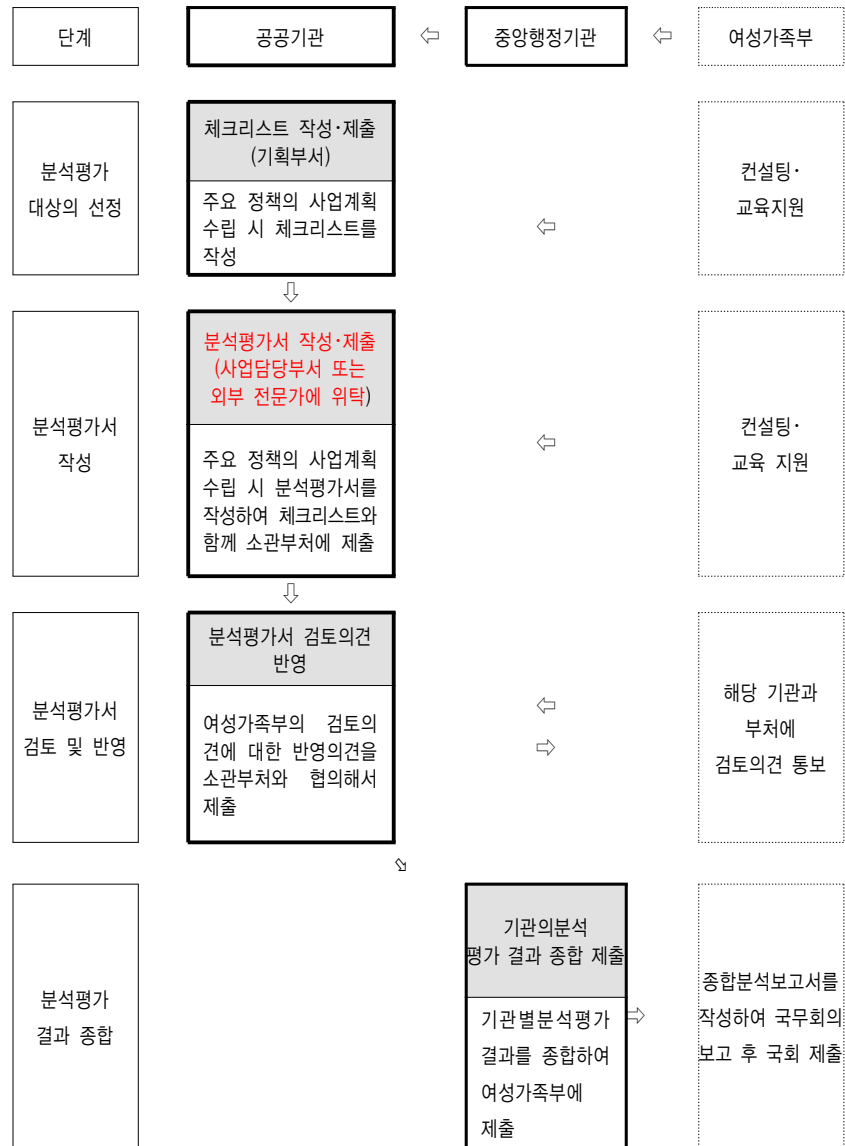 단계
공공기관
⇦
중앙행정기관
⇦
여성가족부
분석평가
대상의 선정
체크리스트 작성·제출
(기획부서)
주요 정책의 사업계획
수립 시 체크리스트를
작성
⇦
컨설팅·
교육지원
⇩
분석평가서
작성
분석평가서 작성·제출
(사업담당부서 또는
외부 전문가에 위탁)
주요 정책의 사업계획
수립 시 분석평가서를
작성하여 체크리스트와
함께 소관부처에 제출
⇦
컨설팅·
교육 지원
⇩
분석평가서
검토 및 반영
분석평가서 검토의견
반영
여성가족부의 검토의
견에 대한 반영의견을
소관부처와 협의해서
제출
⇦
⇨
해당 기관과
부처에
검토의견 통보
⬂
분석평가
결과 종합
기관의분석
평가 결과 종합 제출
기관별분석평가
결과를 종합하여
여성가족부에
제출
⇨
종합분석보고서를
작성하여 국무회의
보고 후 국회 제출